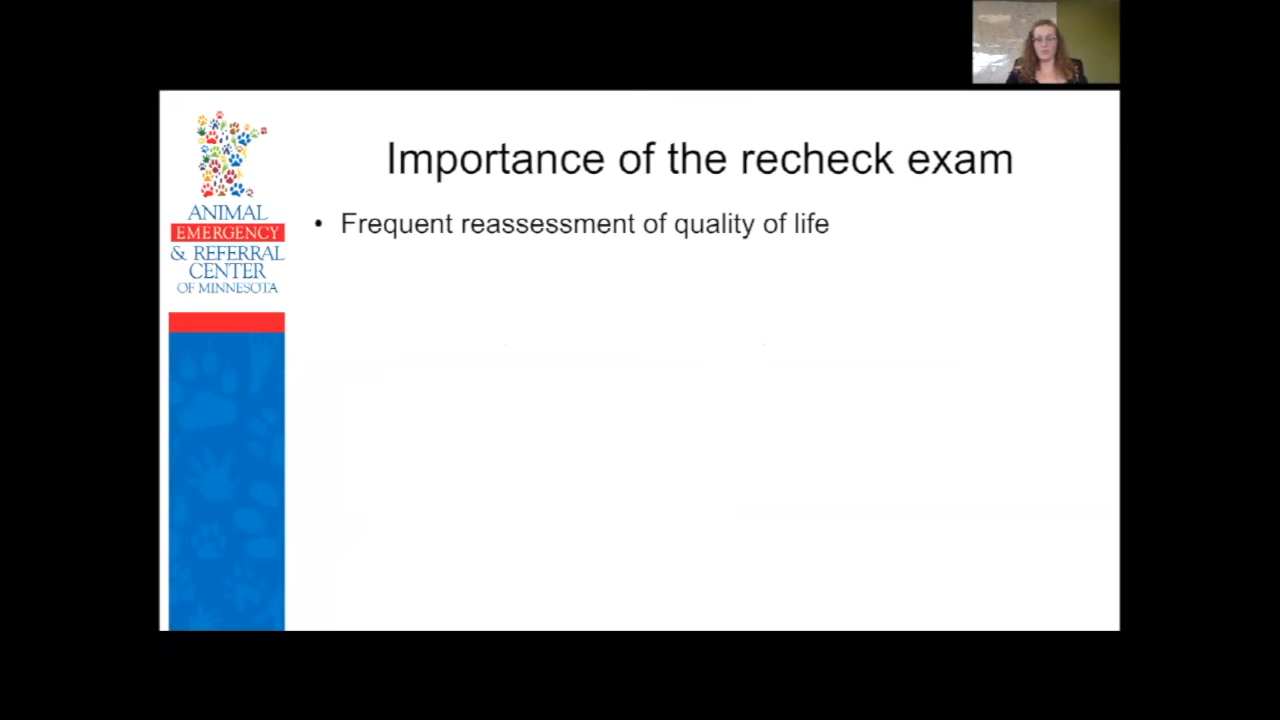 Importance of the recheck exam
• Frequent reassessment of quality of life
ANIMAL
EMERGENCY
& REFERRAL
CENTER
OF MINNESOTA